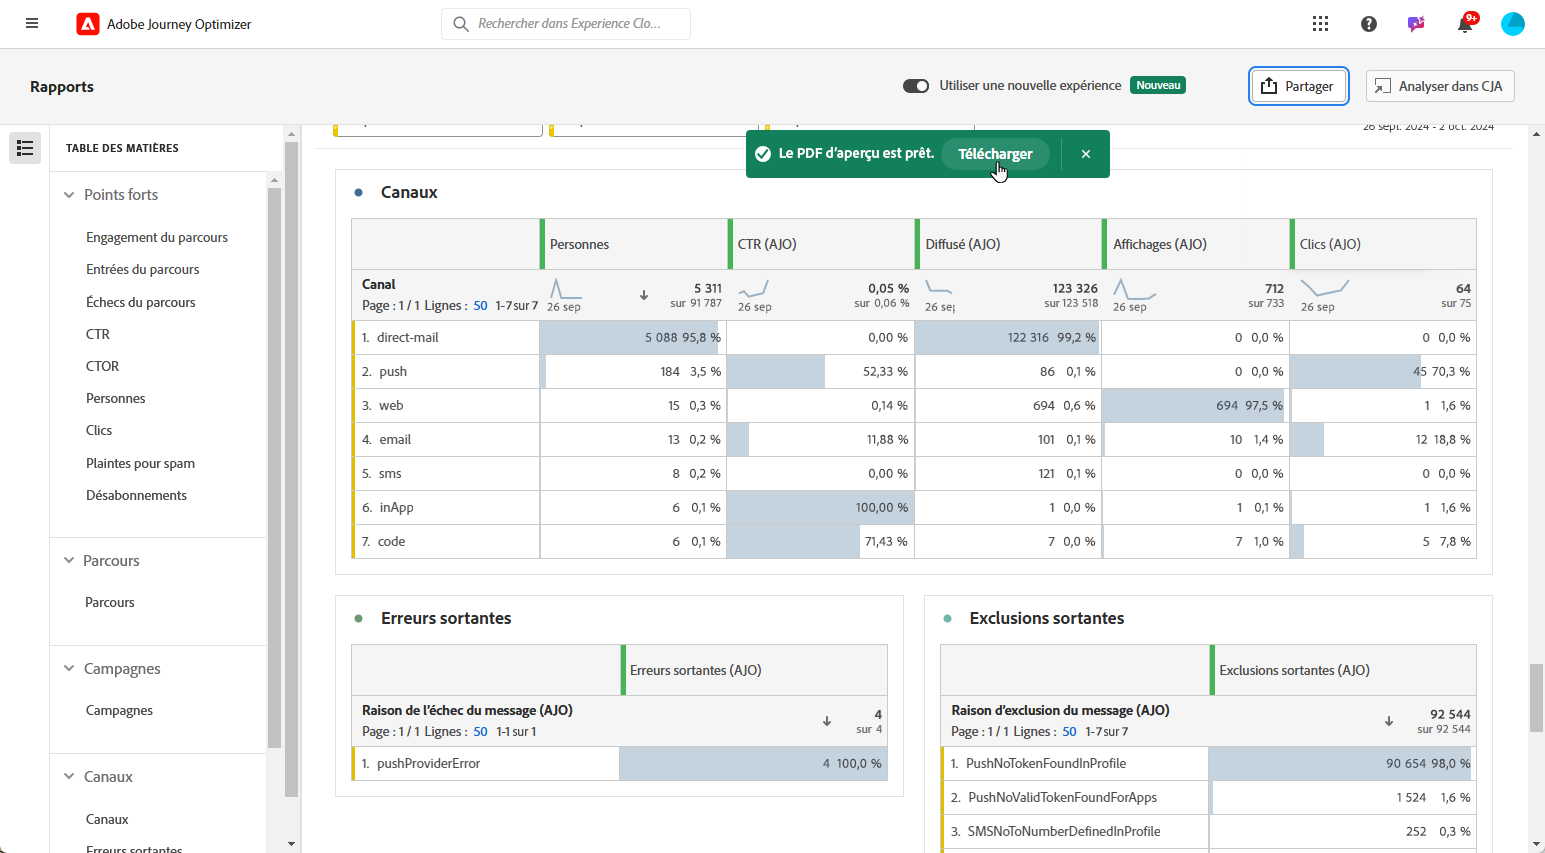 Adobe Journey Optimizer
Rechercher dans Experience Clo...
9+
Rapports
Utiliser une nouvelle expérience
Nouveau
Partager
Analyser dans CJA
26 sept. 2024 - 2 oct. 2024
TABLE DES MATIÈRES
Points forts
Engagement du parcours
Entrées du parcours
Échecs du parcours
CTR
CTOR
Personnes
Clics
Plaintes pour spam
Désabonnements
Parcours
Parcours
Campagnes
Campagnes
Canaux
Canaux
Erreurs sortantes
Le PDF d’aperçu est prêt.
Télécharger
Canaux
Personnes CTR (AJO) Diffusé (AJO) Affichages (AJO) Clics (AJO)
Canal 5 311 0,05 % 123 326 712 64
Page : 1 / 1 Lignes : 50 1-7 sur 7 26 sep sur 91 787 26 sep sur 0,06 % 26 sep sur 123 518 26 sep sur 733 26 sep sur 75
1. direct-mail 5 088 95,8 % 0,00 % 122 316 99,2 % 0 0,0 % 0 0,0 %
2. push 184 3,5 % 52,33 % 86 0,1 % 0 0,0 % 45 70,3 %
3. web 15 0,3 % 0,14 % 694 0,6 % 694 97,5 % 1 1,6 %
4. email 13 0,2 % 11,88 % 101 0,1 % 10 1,4 % 12 18,8 %
5. sms 8 0,2 % 0,00 % 121 0,1 % 0 0,0 % 0 0,0 %
6. inApp 6 0,1 % 100,00 % 1 0,0 % 1 0,1 % 1 1,6 %
7. code 6 0,1 % 71,43 % 7 0,0 % 7 1,0 % 5 7,8 %
Erreurs sortantes
Erreurs sortantes (AJO)
Raison de l’échec du message (AJO) 4
Page : 1 / 1 Lignes : 50 1-1 sur 1 sur 4
1. pushProviderError 4 100,0 %
Exclusions sortantes
Exclusions sortantes (AJO)
Raison d’exclusion du message (AJO) 92 544
Page : 1 / 1 Lignes : 50 1-7 sur 7 sur 92 544
1. PushNoTokenFoundInProfile 90 654 98,0 %
2. PushNoValidTokenFoundForApps 1 524 1,6 %
3. SMSNoToNumberDefinedInProfile 252 0,3 %